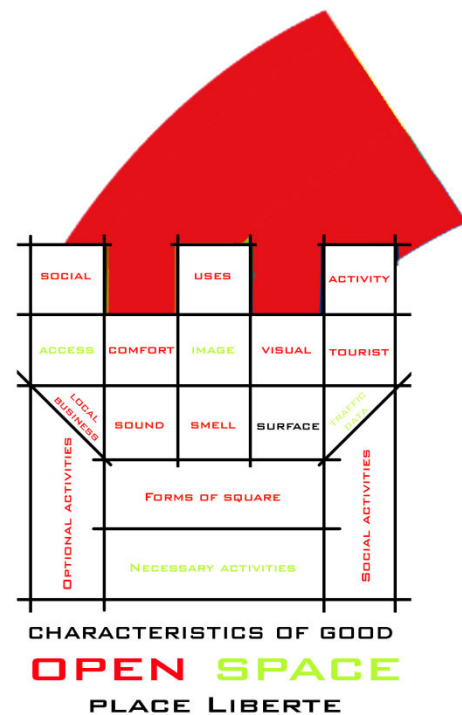 SOCIAL
USES
ACTIVITY
ACCESS
COMFORT
IMAGE
VISUAL
TOURIST
LOCAL
BUSINESS
SOUND
SMELL
SURFACE
TRAFFIC
DATA
OPTIONAL ACTIVITIES
FORMS OF SQUARE
SOCIAL ACTIVITIES
NECESSARY ACTIVITIES
CHARACTERISTICS OF GOOD
OPEN SPACE
PLACE LIBERTE